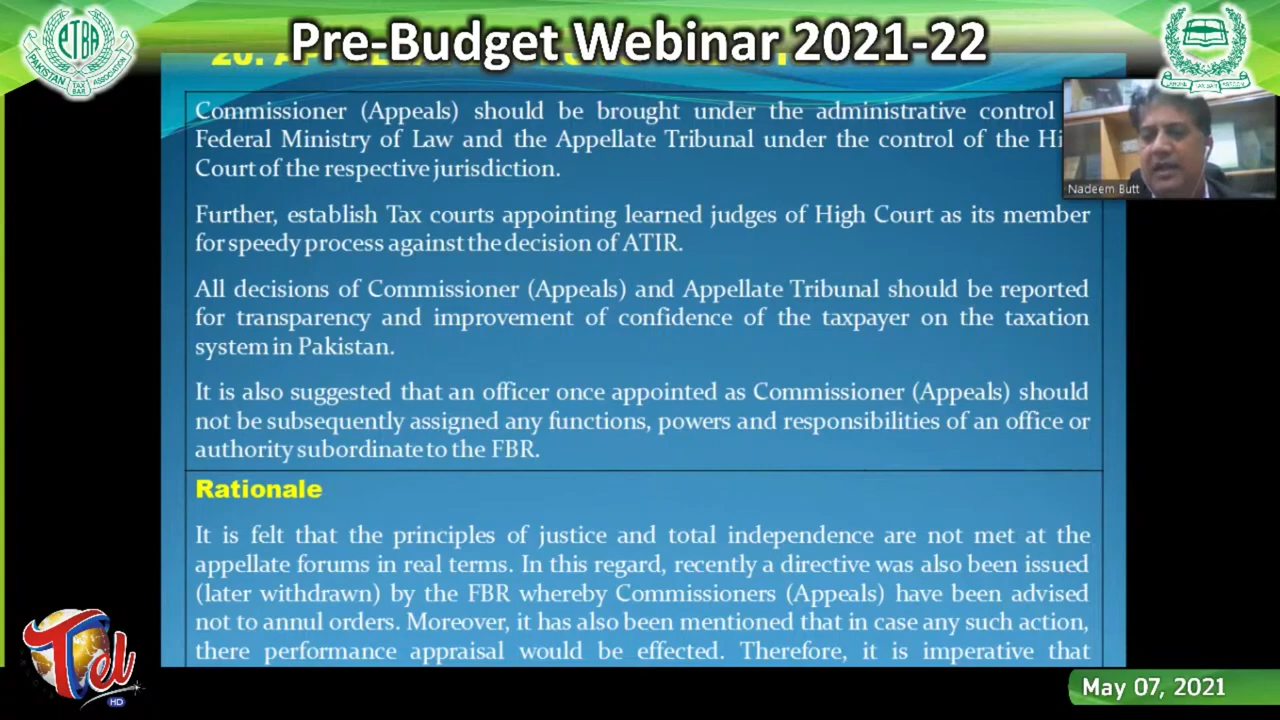 Pre-Budget Webinar 2021-22
PTBA
PAKISTAN TAX BAR ASSOCIATION
Commissioner (Appeals) should be brought under the administrative control
Federal Ministry of Law and the Appellate Tribunal under the control of the Hi
Court of the respective jurisdiction.
Further, establish Tax courts appointing learned judges of High Court as its member
for speedy process against the decision of ATIR.
All decisions of Commissioner (Appeals) and Appellate Tribunal should be reported
for transparency and improvement of confidence of the taxpayer on the taxation
system in Pakistan.
It is also suggested that an officer once appointed as Commissioner (Appeals) should
not be subsequently assigned any functions, powers and responsibilities of an office or
authority subordinate to the FBR.
Rationale
It is felt that the principles of justice and total independence are not met at the
appellate forums in real terms. In this regard, recently a directive was also been issued
(later withdrawn) by the FBR whereby Commissioners (Appeals) have been advised
not to annul orders. Moreover, it has also been mentioned that in case any such action,
there performance appraisal would be effected. Therefore, it is imperative that
Nadeem Butt
Tel
HD
May 07, 2021